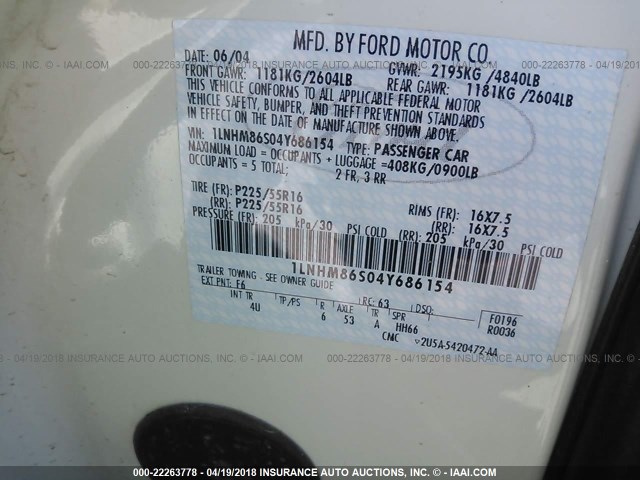 MFD. BY FORD MOTOR CO.
DATE: 06/04 GVWR: 2195KG /4840LB
FRONT GAWR: 1181KG/2604LB REAR GAWR: 1181KG/2604LB
THIS VEHICLE CONFORMS TO ALL APPLICABLE FEDERAL MOTOR
VEHICLE SAFETY, BUMPER, AND THEFT PREVENTION STANDARDS
IN EFFECT ON THE DATE OF MANUFACTURE SHOWN ABOVE.
VIN: 1LNHM86S04Y686154 TYPE: PASSENGER CAR
MAXIMUM LOAD = OCCUPANTS + LUGGAGE =408KG/0900LB
OCCUPANTS = 5 TOTAL; 2 FR, 3 RR
TIRE (FR): P225/55R16 RIMS (FR): 16X7.5
(RR): P225/55R16 (RR): 16X7.5
PRESSURE (FR): 205 kPa/30 PSI COLD (RR): 205 kPa/30 PSI COLD
1LNHM86S04Y686154
TRAILER TOWING - SEE OWNER GUIDE
EXT PNT: F6 RC: 63 DSO: F0196
INT TR TP/PS R AXLE TR SPR R0036
4U 6 53 A HH66
CMC 2U5A-5420472-AA
000-22263778 - 04/19/2018 INSURANCE AUTO AUCTIONS, INC. - © IAAI.COM